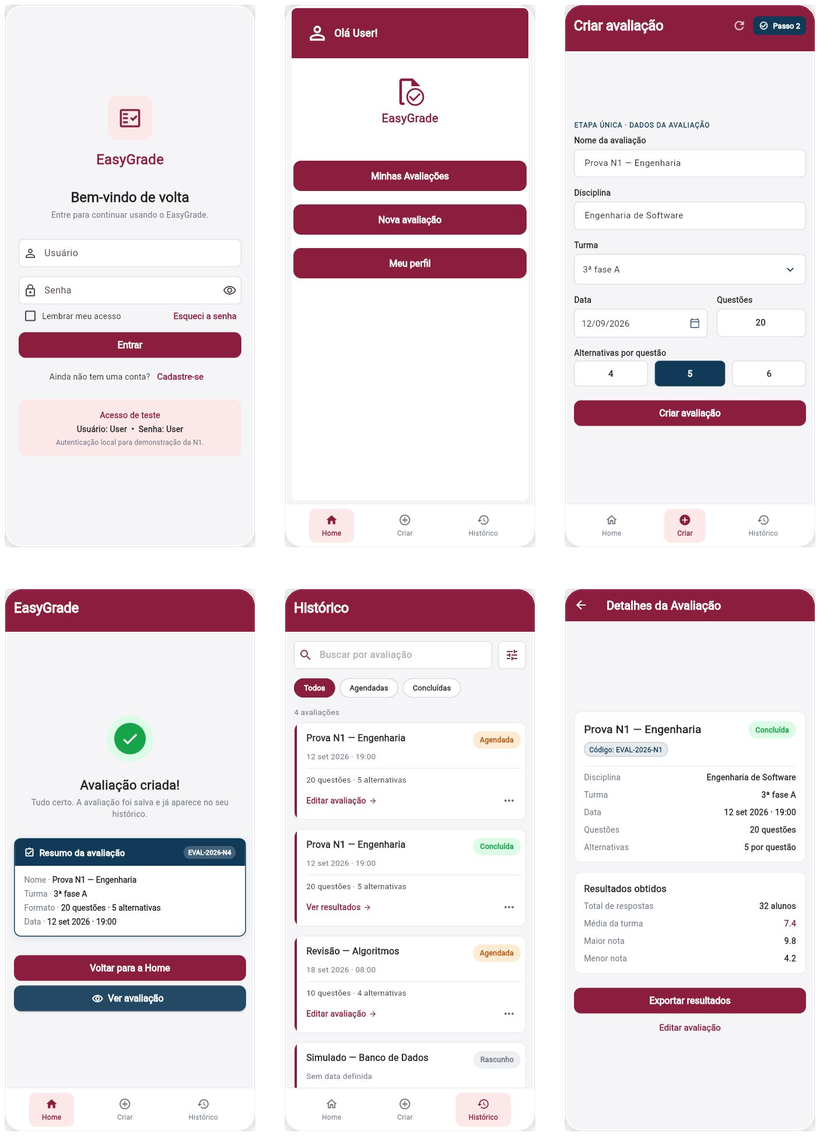 EasyGrade
Bem-vindo de volta
Entre para continuar usando o EasyGrade.
Usuário
Senha
Lembrar meu acesso Esqueci a senha
Entrar
Ainda não tem uma conta? Cadastre-se
Acesso de teste
Usuário: User • Senha: User
Autenticação local para demonstração da N1.
Olá User!
EasyGrade
Minhas Avaliações
Nova avaliação
Meu perfil
Home Criar Histórico
Criar avaliação Passo 2
ETAPA ÚNICA · DADOS DA AVALIAÇÃO
Nome da avaliação
Prova N1 — Engenharia
Disciplina
Engenharia de Software
Turma
3ª fase A
Data Questões
12/09/2026 20
Alternativas por questão
4 5 6
Criar avaliação
Home Criar Histórico
EasyGrade
Avaliação criada!
Tudo certo. A avaliação foi salva e já aparece no seu
histórico.
Resumo da avaliação EVAL-2026-N4
Nome · Prova N1 — Engenharia
Turma · 3ª fase A
Formato · 20 questões · 5 alternativas
Data · 12 set 2026 · 19:00
Voltar para a Home
Ver avaliação
Home Criar Histórico
Histórico
Buscar por avaliação
Todos Agendadas Concluídas
4 avaliações
Prova N1 — Engenharia Agendada
12 set 2026 · 19:00
20 questões · 5 alternativas
Editar avaliação →
Prova N1 — Engenharia Concluída
12 set 2026 · 19:00
20 questões · 5 alternativas
Ver resultados →
Revisão — Algoritmos Agendada
18 set 2026 · 08:00
10 questões · 4 alternativas
Editar avaliação →
Simulado — Banco de Dados Rascunho
Sem data definida
Home Criar Histórico
Detalhes da Avaliação
Prova N1 — Engenharia Concluída
Código: EVAL-2026-N1
Disciplina Engenharia de Software
Turma 3ª fase A
Data 12 set 2026 · 19:00
Questões 20 questões
Alternativas 5 por questão
Resultados obtidos
Total de respostas 32 alunos
Média da turma 7.4
Maior nota 9.8
Menor nota 4.2
Exportar resultados
Editar avaliação